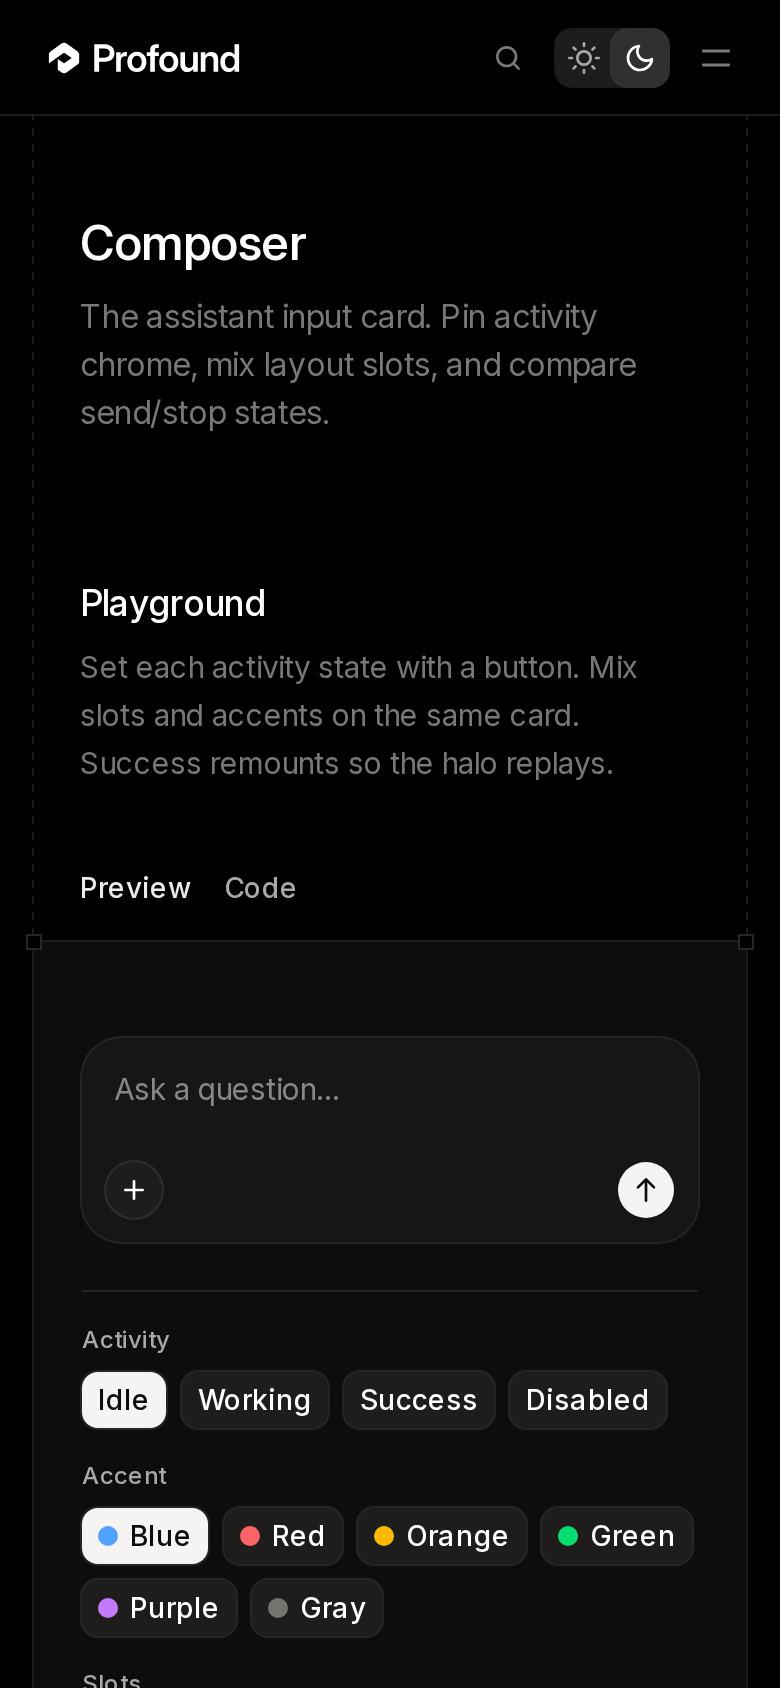 Profound
Composer
The assistant input card. Pin activity
chrome, mix layout slots, and compare
send/stop states.
Playground
Set each activity state with a button. Mix
slots and accents on the same card.
Success remounts so the halo replays.
Preview Code
Ask a question...
Activity
Idle Working Success Disabled
Accent
Blue Red Orange Green
Purple Gray
Slots